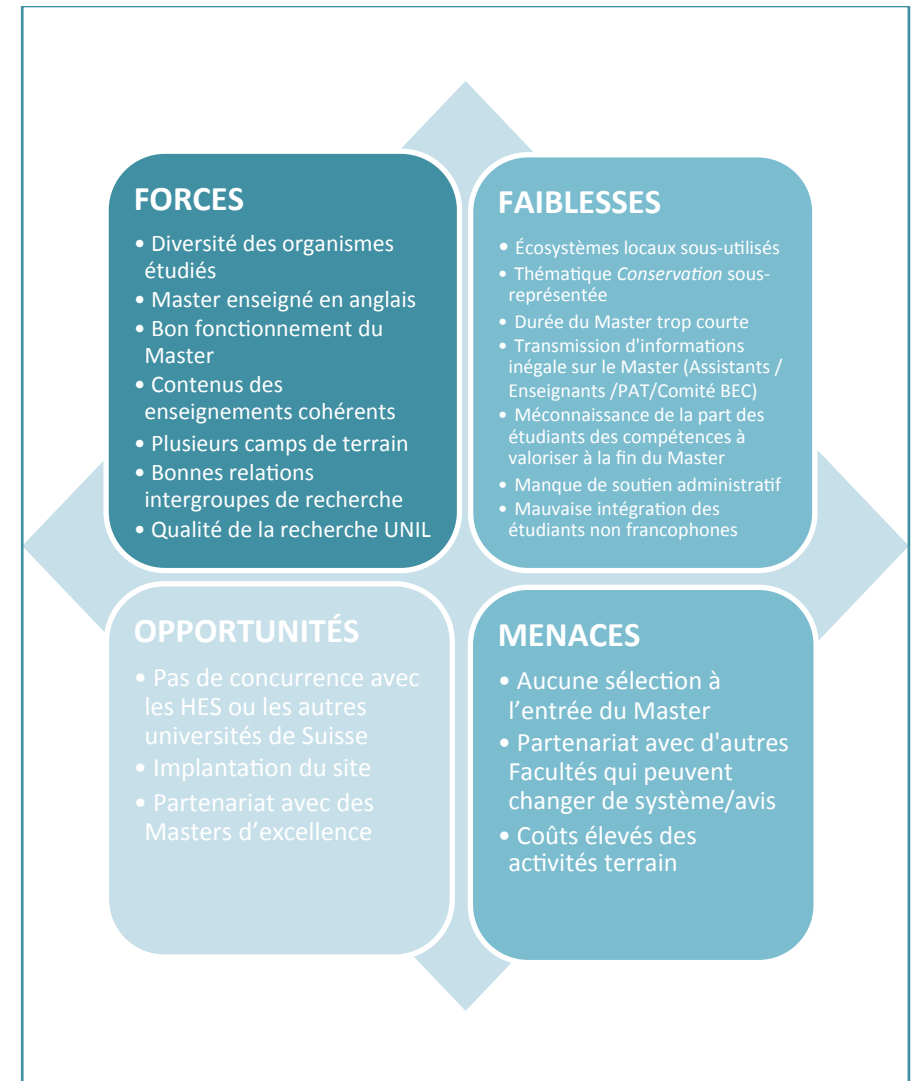 FORCES
• Diversité des organismes
étudiés
• Master enseigné en anglais
• Bon fonctionnement du
Master
• Contenus des
enseignements cohérents
• Plusieurs camps de terrain
• Bonnes relations
intergroupes de recherche
• Qualité de la recherche UNIL
FAIBLESSES
• Écosystèmes locaux sous-utilisés
• Thématique Conservation sous-
représentée
• Durée du Master trop courte
• Transmission d'informations
inégale sur le Master (Assistants /
Enseignants /PAT/Comité BEC)
• Méconnaissance de la part des
étudiants des compétences à
valoriser à la fin du Master
• Manque de soutien administratif
• Mauvaise intégration des
étudiants non francophones
OPPORTUNITÉS
• Pas de concurrence avec
les HES ou les autres
universités de Suisse
• Implantation du site
• Partenariat avec des
Masters d’excellence
MENACES
• Aucune sélection à
l’entrée du Master
• Partenariat avec d'autres
Facultés qui peuvent
changer de système/avis
• Coûts élevés des
activités terrain